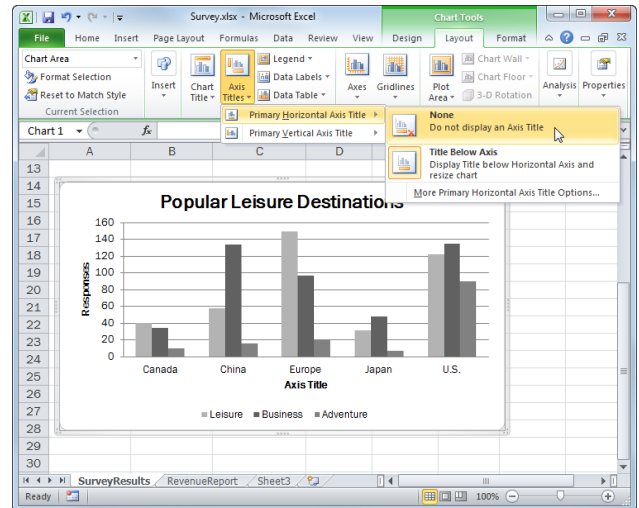 Survey.xlsx - Microsoft Excel
Chart Tools
File Home Insert Page Layout Formulas Data Review View Design Layout Format
Chart Area
Format Selection
Reset to Match Style
Current Selection
Insert
Chart Title
Axis Titles
Legend
Data Labels
Data Table
Axes
Gridlines
Plot Area
Chart Wall
Chart Floor
3-D Rotation
Analysis
Properties
Primary Horizontal Axis Title
Primary Vertical Axis Title
None
Do not display an Axis Title
Title Below Axis
Display Title below Horizontal Axis and
resize chart
More Primary Horizontal Axis Title Options...
Chart 1
fx
A B C D
13
14
15
16
17
18
19
20
21
22
23
24
25
26
27
28
29
30
Popular Leisure Destinations
Responses
160
140
120
100
80
60
40
20
0
Canada China Europe Japan U.S.
Axis Title
Leisure Business Adventure
SurveyResults RevenueReport Sheet3
Ready
100%